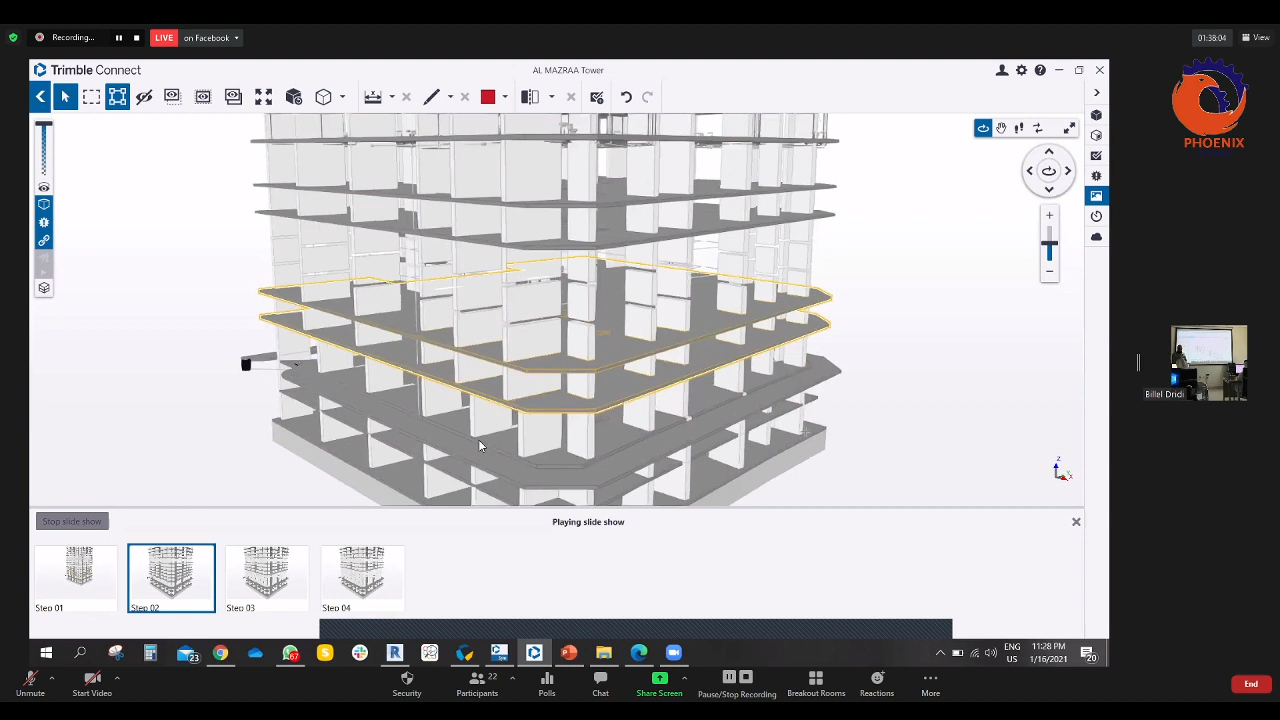 Recording...
LIVE on Facebook
01:38:04
View
Trimble Connect
AL MAZRAA Tower
PHOENIX
Billel Dridi
Z
Stop slide show
Playing slide show
Step 01
Step 02
Step 03
Step 04
23
67
ENG
US
11:28 PM
1/16/2021
20
Unmute
Start Video
Security
Participants
22
Polls
Chat
Share Screen
Pause/Stop Recording
Breakout Rooms
Reactions
More
End